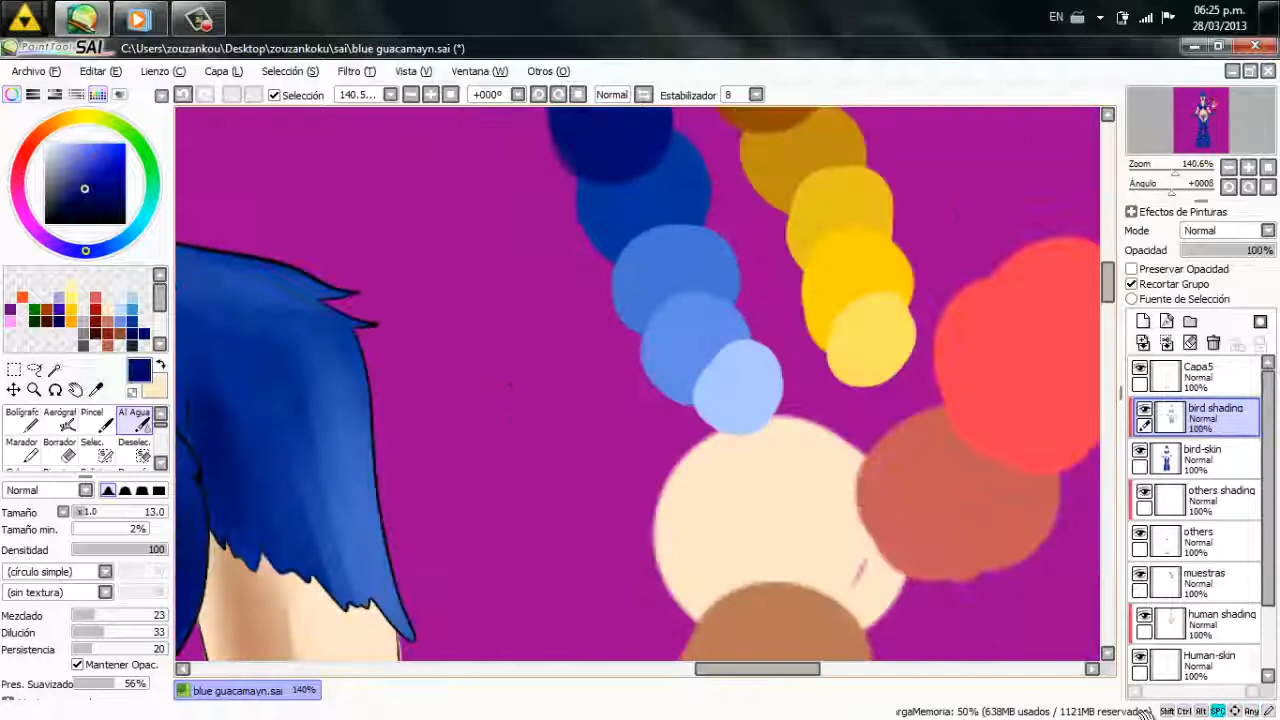 EN
06:25 p.m.
28/03/2013
PaintTool SAI C:\Users\zouzankou\Desktop\zouzankoku\sai\blue guacamayn.sai (*)
Archivo (F) Editar (E) Lienzo (C) Capa (L) Selección (S) Filtro (T) Vista (V) Ventana (W) Otros (O)
Selección 140.5... +000º Normal Estabilizador 8
Zoom 140.6%
Ángulo +0006
Efectos de Pinturas
Mode Normal
Opacidad 100%
Preservar Opacidad
Recortar Grupo
Fuente de Selección
Bolígrafc Aerógraf Pincel Al Agua
Marador Borrador Selec. Deselec.
Normal
Tamaño x1.0 13.0
Tamaño min. 2%
Densitidad 100
(círculo simple)
(sin textura)
Mezclado 23
Dilución 33
Persistencia 20
Mantener Opac.
Pres. Suavizado 56%
Capa5
Normal
100%
bird shading
Normal
100%
bird-skin
Normal
100%
others shading
Normal
100%
others
Normal
100%
muestras
Normal
100%
human shading
Normal
100%
Human-skin
Normal
100%
blue guacamayn.sai 140%
argaMemoria: 50% (638MB usados / 1121MB reservados) Shift Ctrl Alt SPC Any